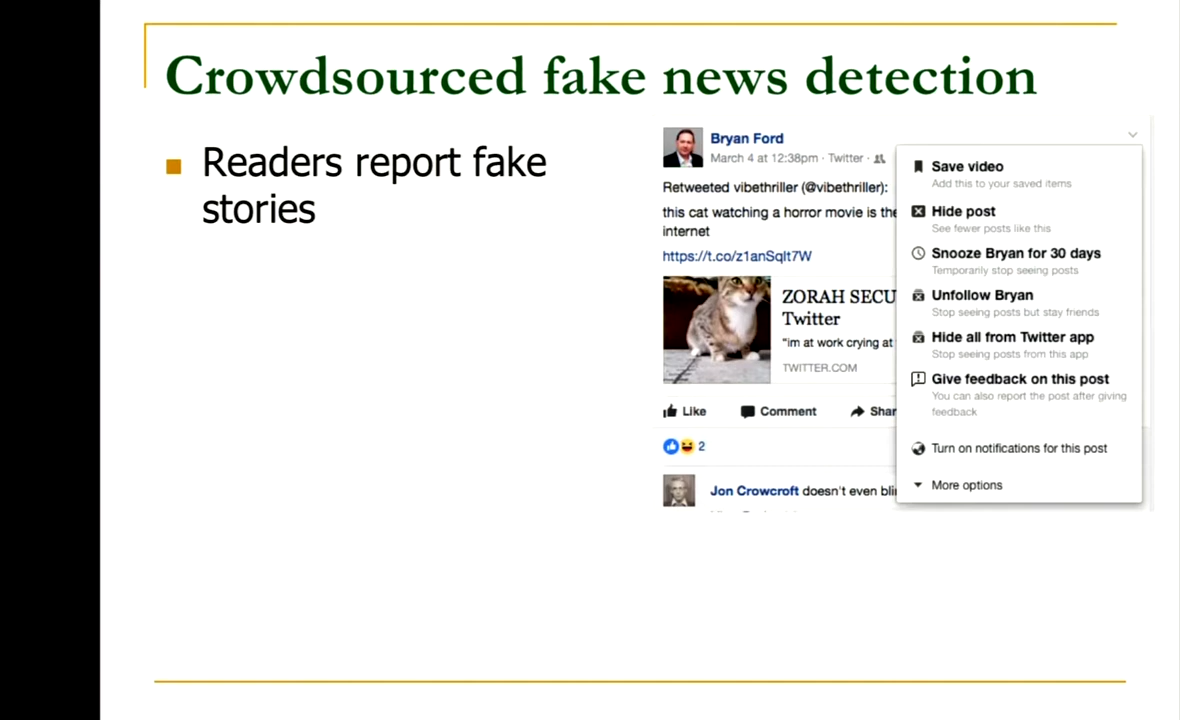 Crowdsourced fake news detection
Readers report fake
stories
Bryan Ford
March 4 at 12:38pm · Twitter ·
Retweeted vibethriller (@vibethriller):
this cat watching a horror movie is the
internet
https://t.co/z1anSqlt7W
ZORAH SECU
Twitter
"im at work crying at
TWITTER.COM
Like Comment Shar
2
Jon Crowcroft doesn't even bli
Save video
Add this to your saved items
Hide post
See fewer posts like this
Snooze Bryan for 30 days
Temporarily stop seeing posts
Unfollow Bryan
Stop seeing posts but stay friends
Hide all from Twitter app
Stop seeing posts from this app
Give feedback on this post
You can also report the post after giving
feedback
Turn on notifications for this post
More options